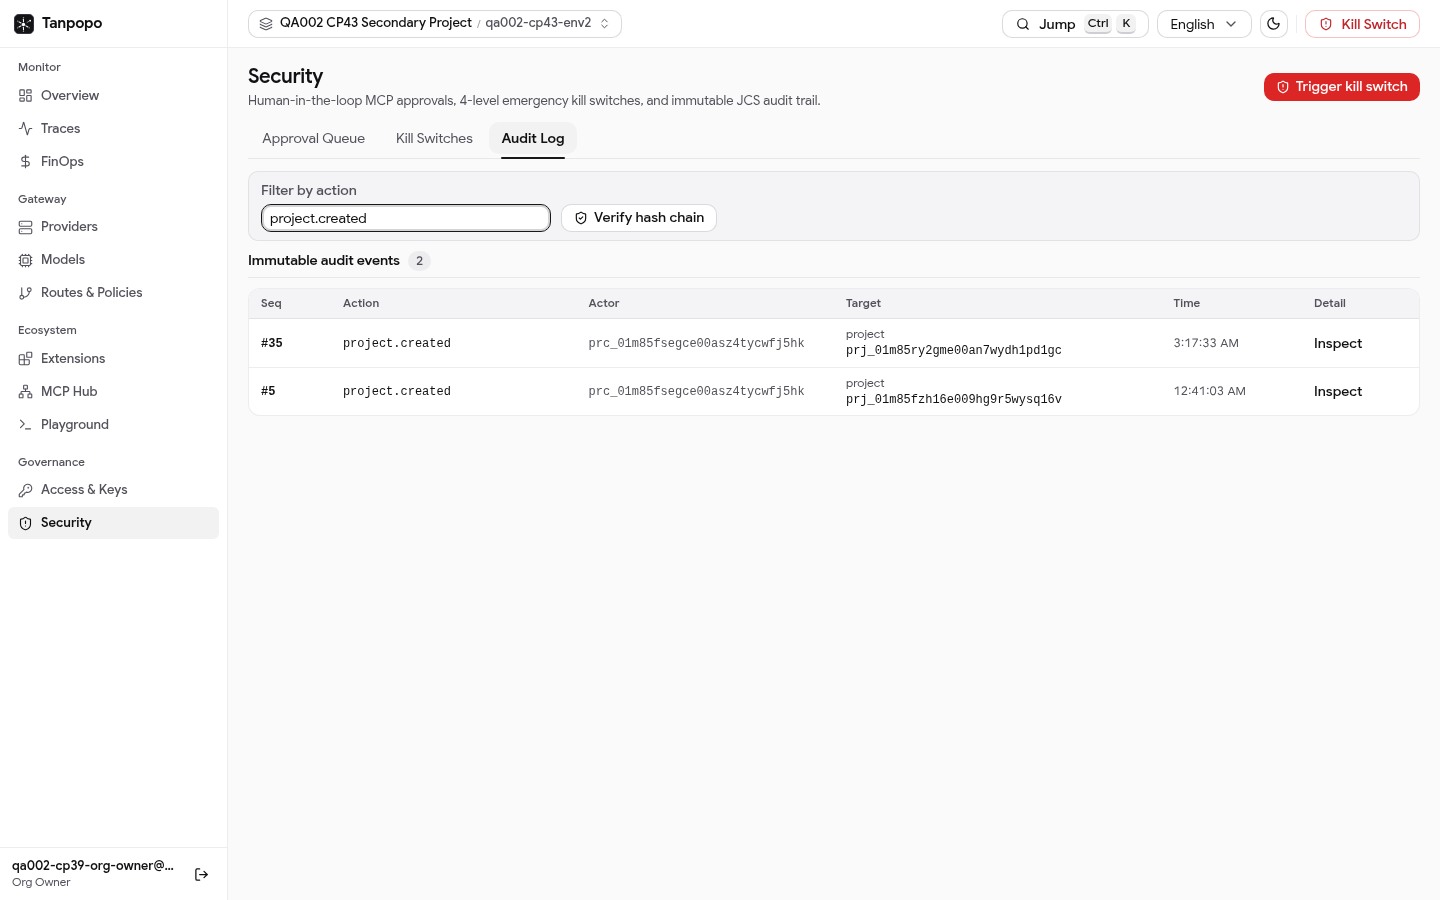 Tanpopo
QA002 CP43 Secondary Project / qa002-cp43-env2
Jump Ctrl K
English
Kill Switch
Monitor
Overview
Traces
FinOps
Gateway
Providers
Models
Routes & Policies
Ecosystem
Extensions
MCP Hub
Playground
Governance
Access & Keys
Security
qa002-cp39-org-owner@...
Org Owner
Security
Human-in-the-loop MCP approvals, 4-level emergency kill switches, and immutable JCS audit trail.
Trigger kill switch
Approval Queue Kill Switches Audit Log
Filter by action
project.created Verify hash chain
Immutable audit events 2
Seq Action Actor Target Time Detail
#35 project.created prc_01m85fsegce00asz4tycwfj5hk project 3:17:33 AM Inspect
prj_01m85ry2gme00an7wydh1pd1gc
#5 project.created prc_01m85fsegce00asz4tycwfj5hk project 12:41:03 AM Inspect
prj_01m85fzh16e009hg9r5wysq16v